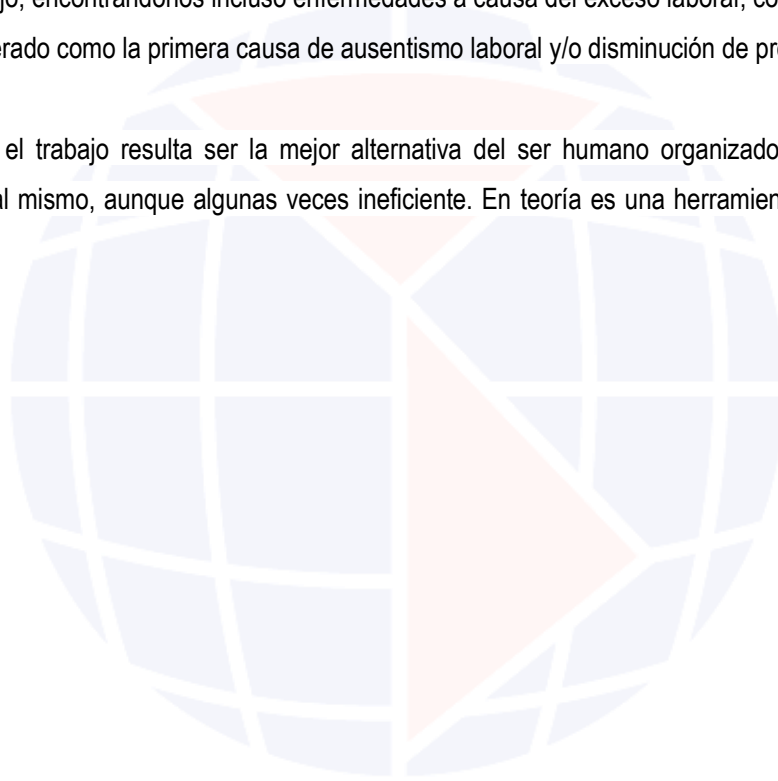 jo, encontrándonos incluso enfermedades a causa del exceso laboral, co
erado como la primera causa de ausentismo laboral y/o disminución de pr
el trabajo resulta ser la mejor alternativa del ser humano organizado
al mismo, aunque algunas veces ineficiente. En teoría es una herramien